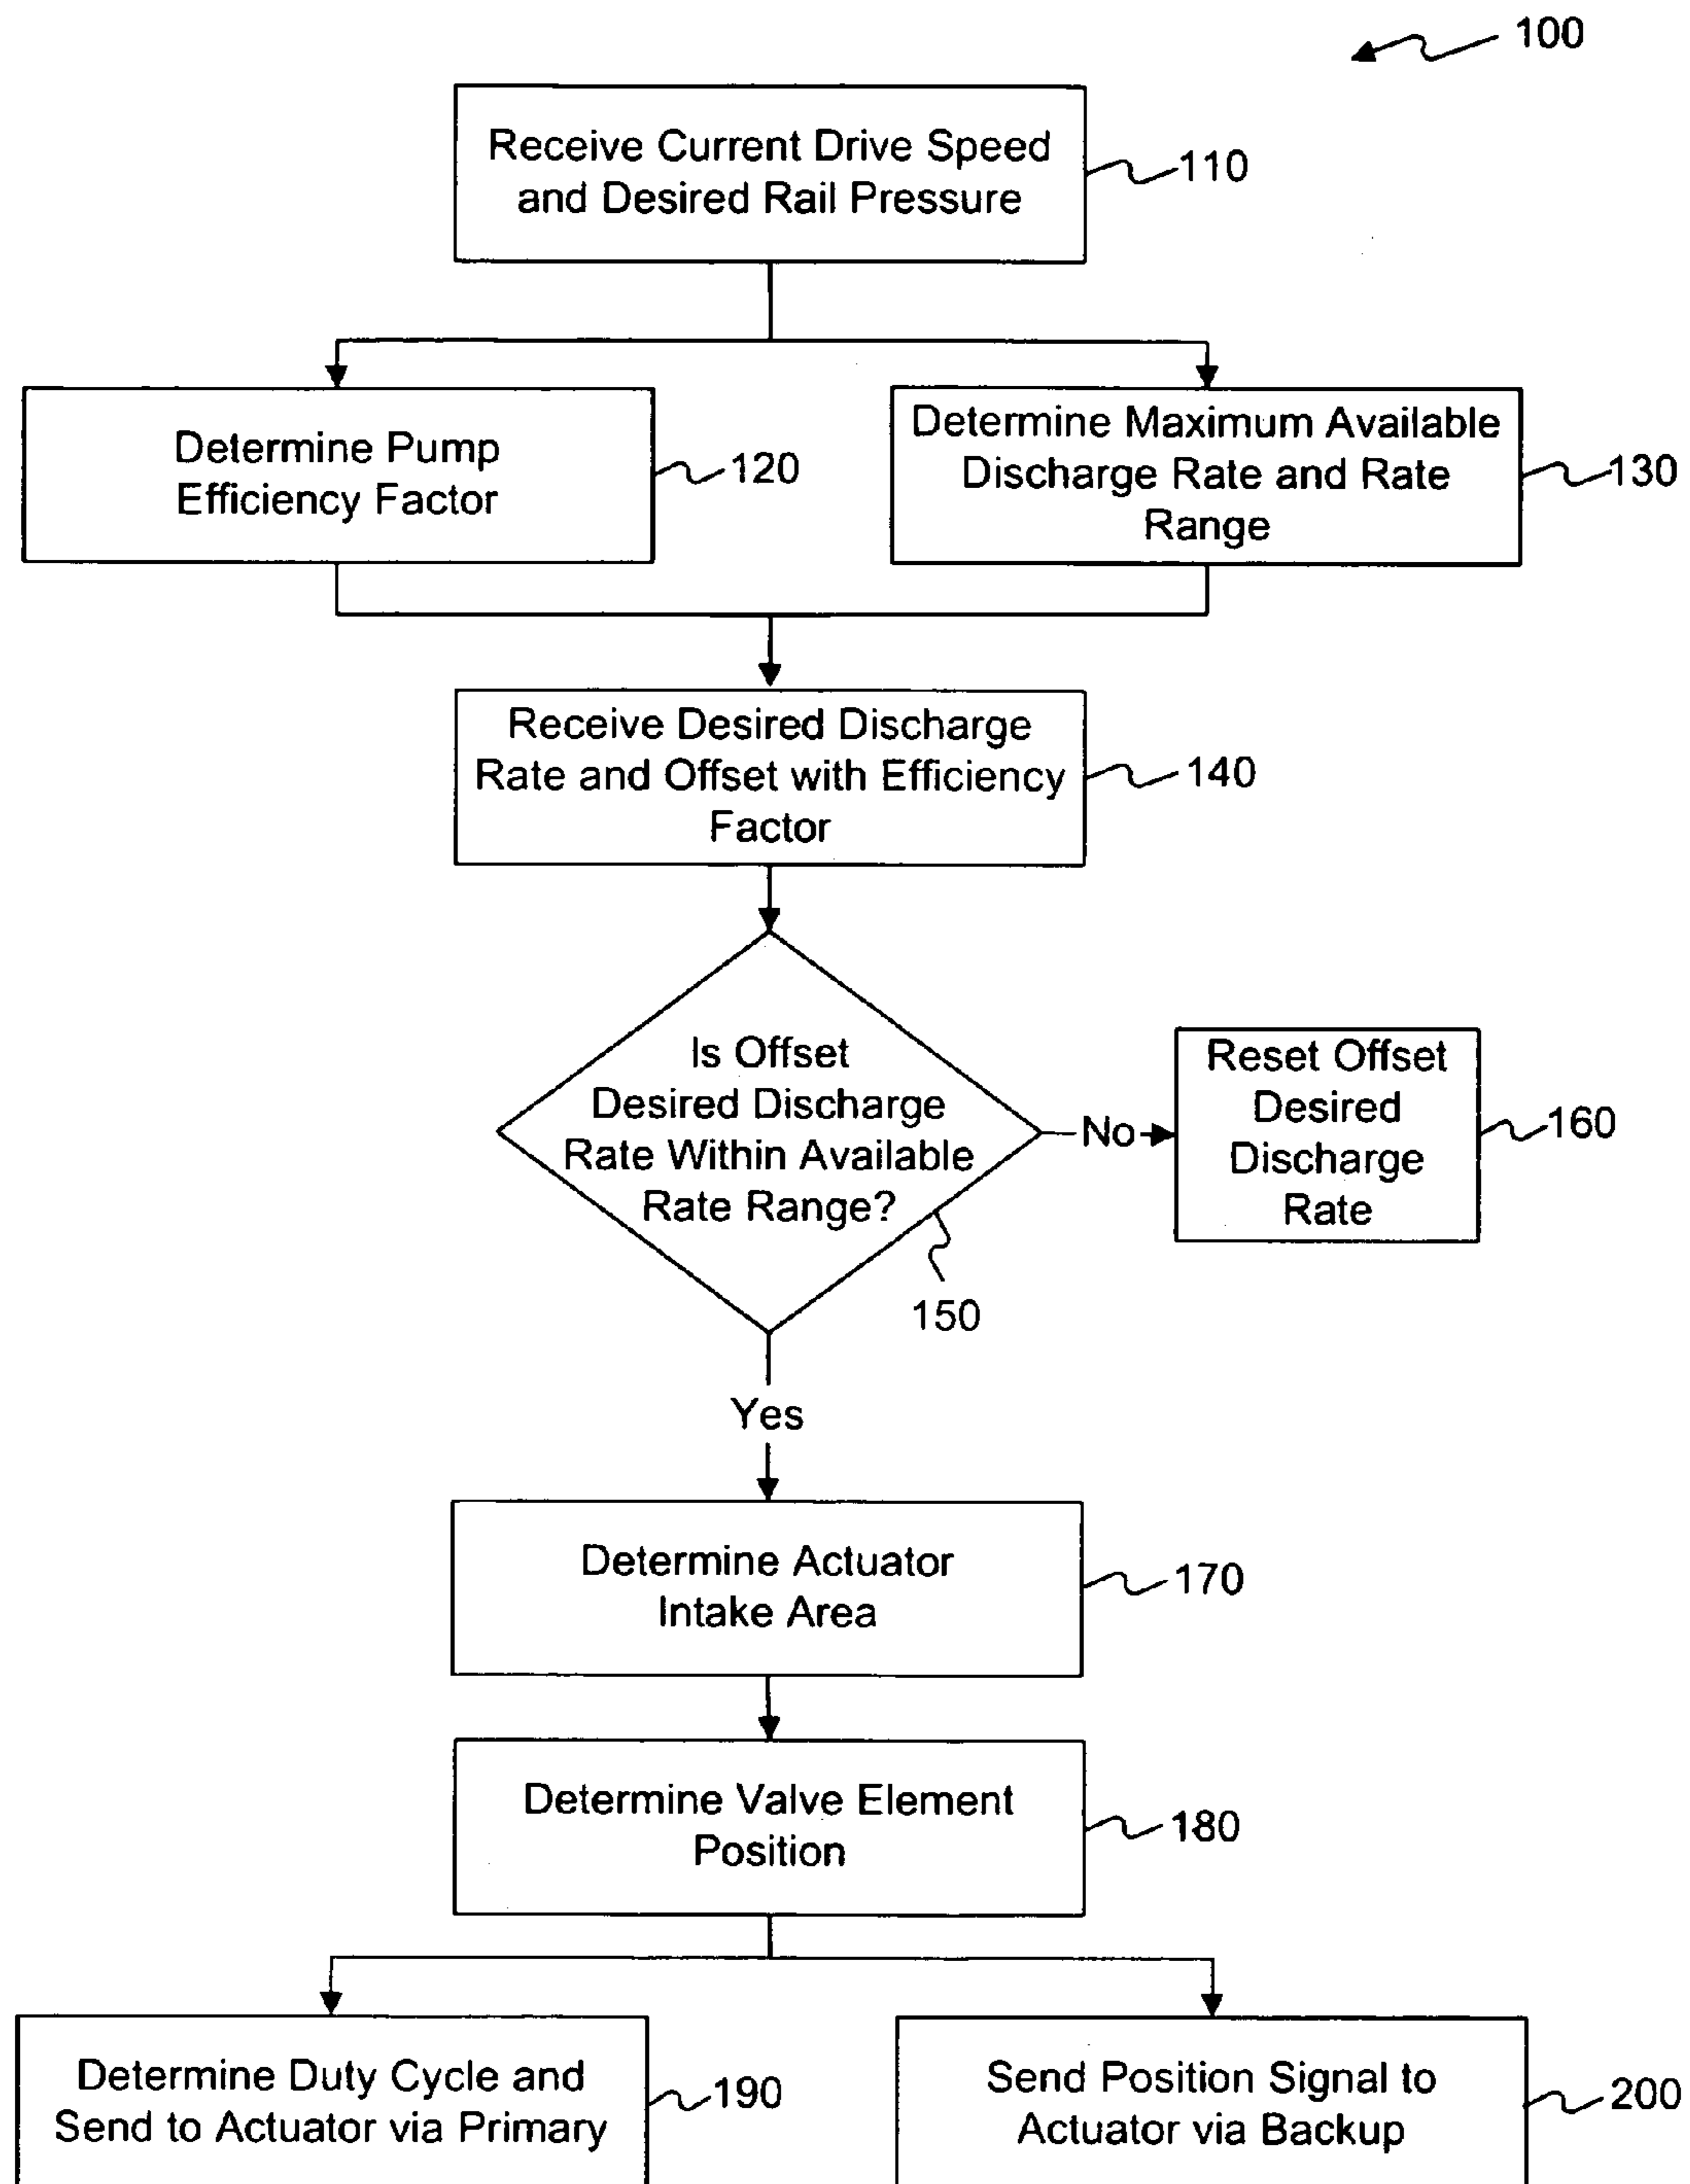 100
Receive Current Drive Speed
and Desired Rail Pressure
110
Determine Pump
Efficiency Factor
120
Determine Maximum Available
Discharge Rate and Rate
Range
130
Receive Desired Discharge
Rate and Offset with Efficiency
Factor
140
Is Offset
Desired Discharge
Rate Within Available
Rate Range?
150
No
Reset Offset
Desired
Discharge
Rate
160
Yes
Determine Actuator
Intake Area
170
Determine Valve Element
Position
180
Determine Duty Cycle and
Send to Actuator via Primary
190
Send Position Signal to
Actuator via Backup
200